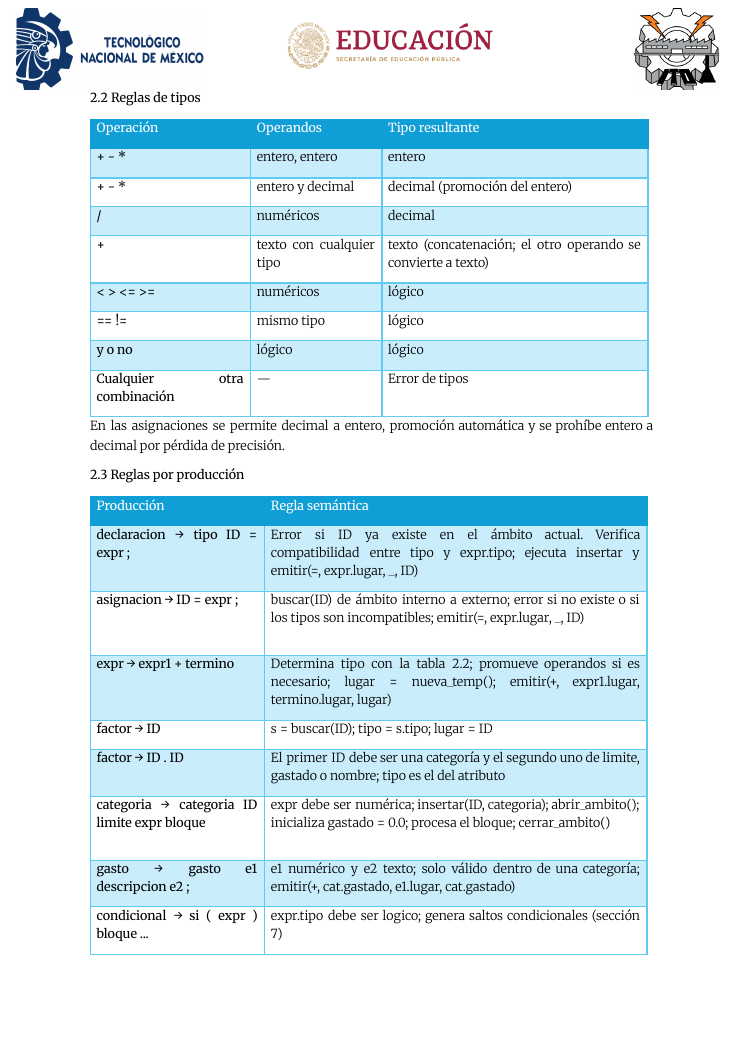 TECNOLÓGICO
NACIONAL DE MÉXICO
EDUCACIÓN
SECRETARÍA DE EDUCACIÓN PÚBLICA
ITO
2.2 Reglas de tipos
Operación Operandos Tipo resultante
+ - * entero, entero entero
+ - * entero y decimal decimal (promoción del entero)
/ numéricos decimal
+ texto con cualquier texto (concatenación; el otro operando se
tipo convierte a texto)
< > <= >= numéricos lógico
== != mismo tipo lógico
y o no lógico lógico
Cualquier otra — Error de tipos
combinación
En las asignaciones se permite decimal a entero, promoción automática y se prohíbe entero a
decimal por pérdida de precisión.
2.3 Reglas por producción
Producción Regla semántica
declaracion → tipo ID = Error si ID ya existe en el ámbito actual. Verifica
expr ; compatibilidad entre tipo y expr.tipo; ejecuta insertar y
emitir(=, expr.lugar, _, ID)
asignacion → ID = expr ; buscar(ID) de ámbito interno a externo; error si no existe o si
los tipos son incompatibles; emitir(=, expr.lugar, _, ID)
expr → expr1 + termino Determina tipo con la tabla 2.2; promueve operandos si es
necesario; lugar = nueva_temp(); emitir(+, expr1.lugar,
termino.lugar, lugar)
factor → ID s = buscar(ID); tipo = s.tipo; lugar = ID
factor → ID . ID El primer ID debe ser una categoría y el segundo uno de limite,
gastado o nombre; tipo es el del atributo
categoria → categoria ID expr debe ser numérica; insertar(ID, categoria); abrir_ambito();
limite expr bloque inicializa gastado = 0.0; procesa el bloque; cerrar_ambito()
gasto → gasto e1 e1 numérico y e2 texto; solo válido dentro de una categoría;
descripcion e2 ; emitir(+, cat.gastado, e1.lugar, cat.gastado)
condicional → si ( expr ) expr.tipo debe ser logico; genera saltos condicionales (sección
bloque ... 7)